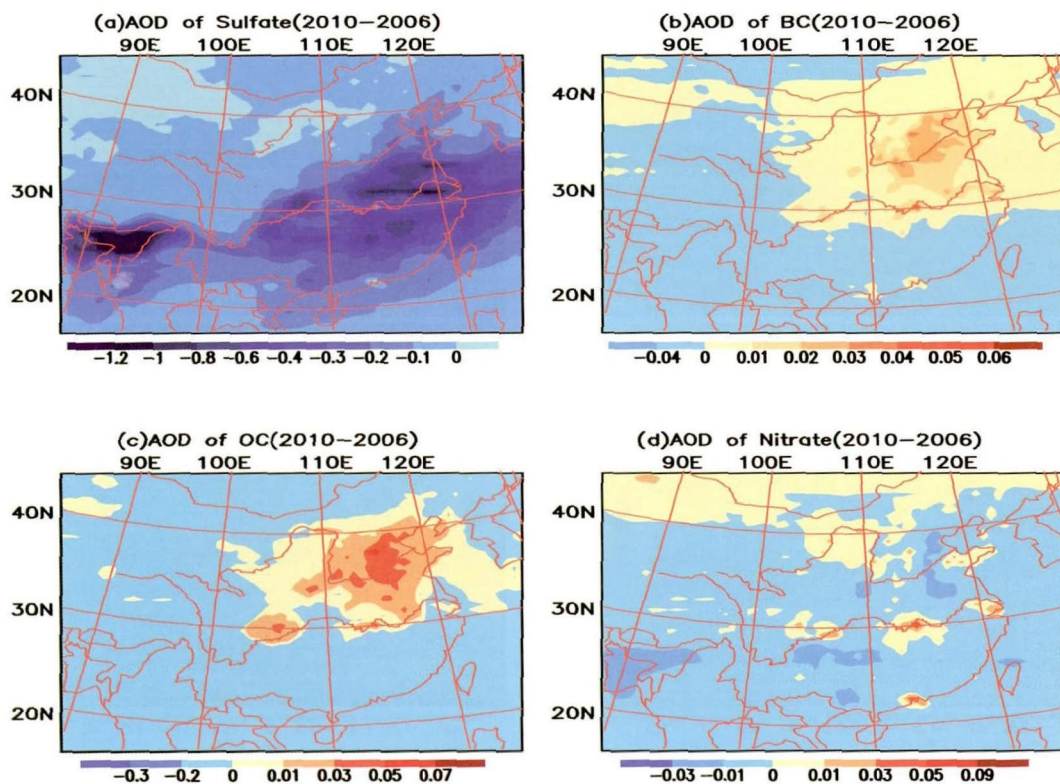 (a)AOD of Sulfate(2010-2006)
90E 100E 110E 120E
40N
30N
20N
-1.2 -1 -0.8 -0.6 -0.4 -0.3 -0.2 -0.1 0
(b)AOD of BC(2010-2006)
90E 100E 110E 120E
40N
30N
20N
-0.04 0 0.01 0.02 0.03 0.04 0.05 0.06
(c)AOD of OC(2010-2006)
90E 100E 110E 120E
40N
30N
20N
-0.3 -0.2 0 0.01 0.03 0.05 0.07
(d)AOD of Nitrate(2010-2006)
90E 100E 110E 120E
40N
30N
20N
-0.03 -0.01 0 0.01 0.03 0.05 0.09